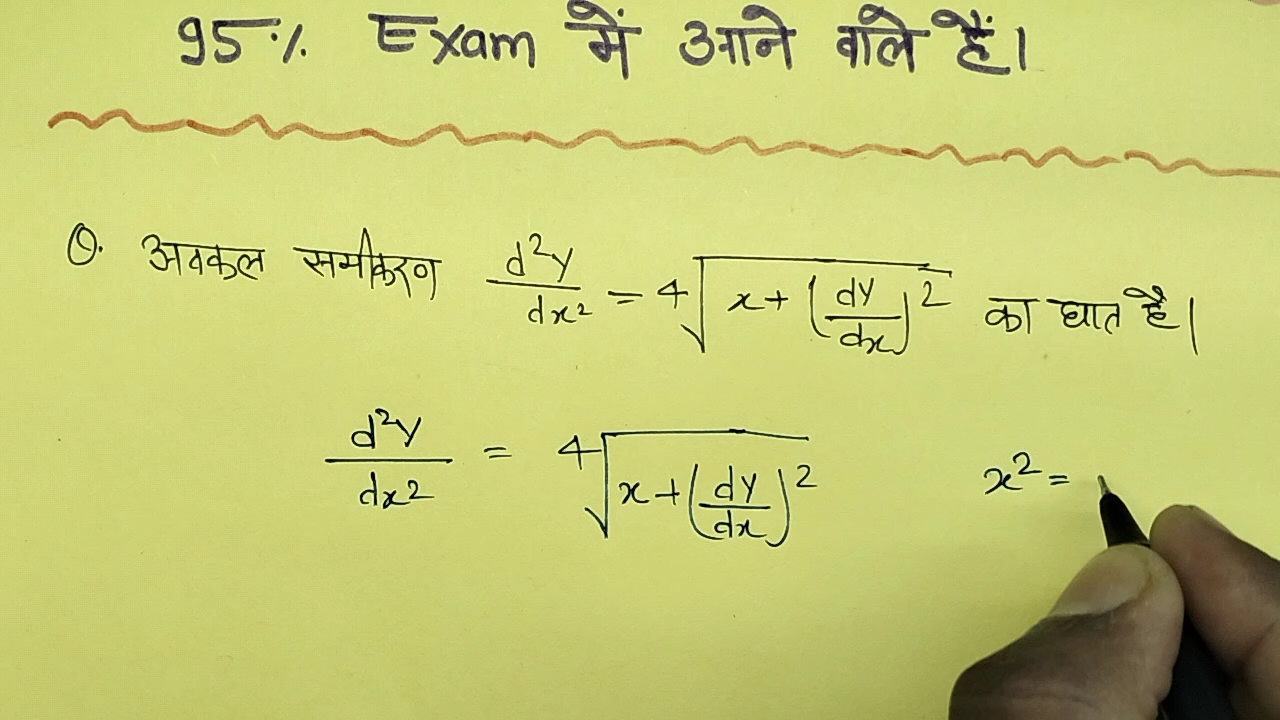 95% Exam में आने वाले हैं।
Q. अवकल समीकरण d²y/dx² = ⁴√(x+(dy/dx)²) का घात है।
d²y/dx² = ⁴√(x+(dy/dx)²)
x² =